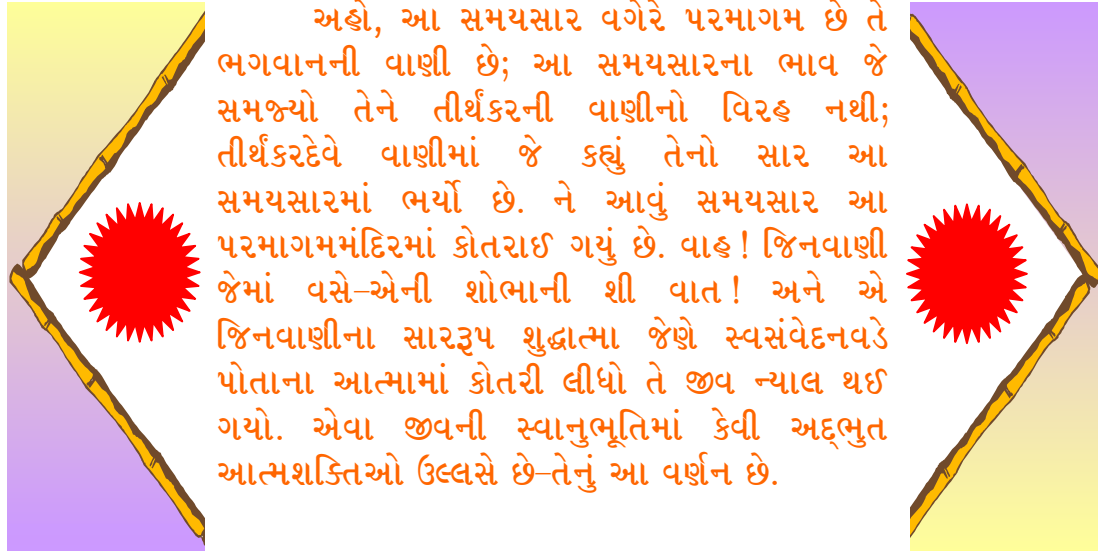 અહો, આ સમયસાર વગેરે પરમાગમ છે તે
ભગવાનની વાણી છે; આ સમયસારના ભાવ જે
સમજ્યો તેને તીર્થંકરની વાણીનો વિરહ નથી;
તીર્થંકરદેવે વાણીમાં જે કહ્યું તેનો સાર આ
સમયસારમાં ભર્યો છે. ને આવું સમયસાર આ
પરમાગમમંદિરમાં કોતરાઈ ગયું છે. વાહ! જિનવાણી
જેમાં વસે–એની શોભાની શી વાત! અને એ
જિનવાણીના સારરૂપ શુદ્ધાત્મા જેણે સ્વસંવેદનવડે
પોતાના આત્મામાં કોતરી લીધો તે જીવ ન્યાલ થઈ
ગયો. એવા જીવની સ્વાનુભૂતિમાં કેવી અદ્ભુત
આત્મશક્તિઓ ઉલ્લસે છે–તેનું આ વર્ણન છે.